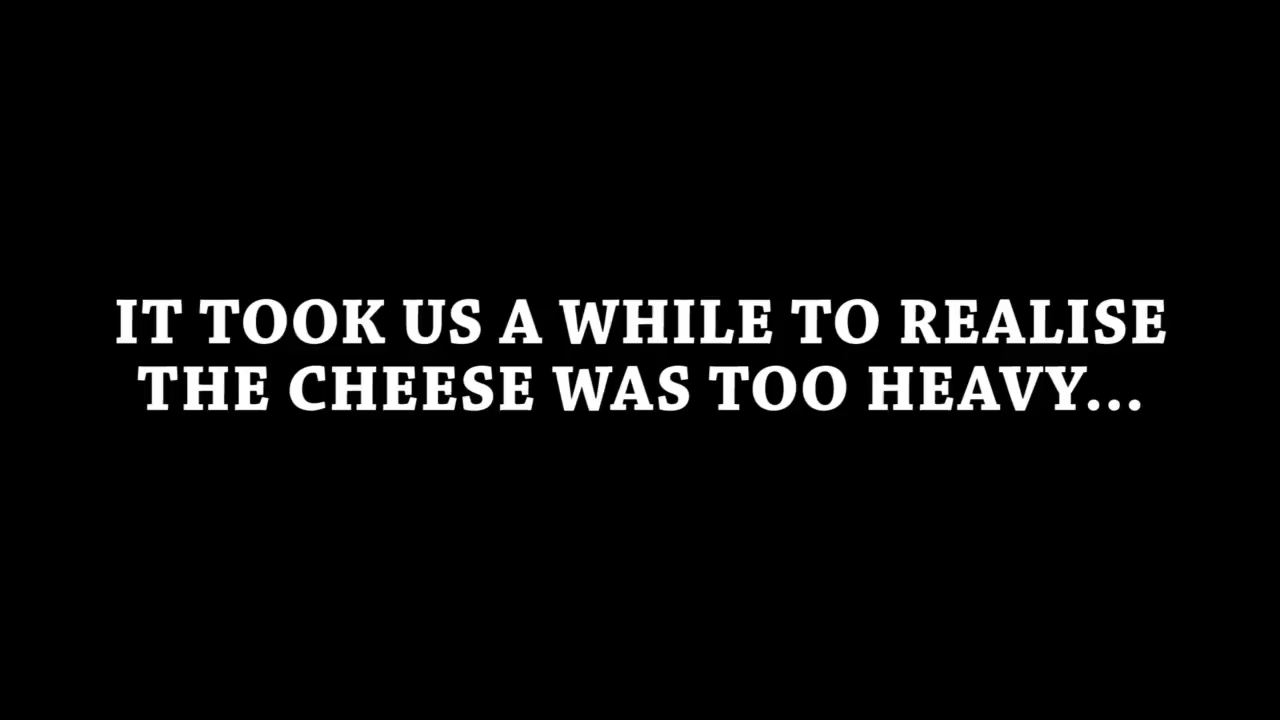 IT TOOK US A WHILE TO REALISE
THE CHEESE WAS TOO HEAVY...